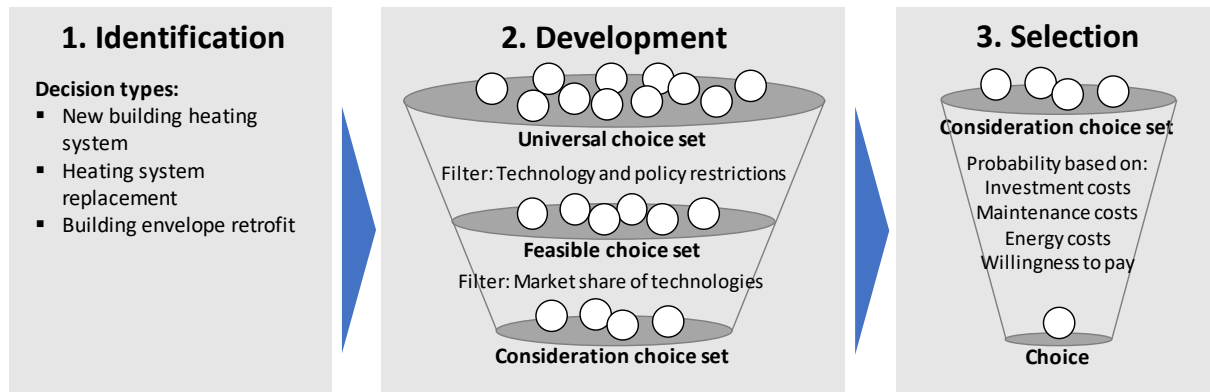 1. Identification
Decision types:
▪ New building heating
system
▪ Heating system
replacement
▪ Building envelope retrofit
2. Development
Universal choice set
Filter: Technology and policy restrictions
Feasible choice set
Filter: Market share of technologies
Consideration choice set
3. Selection
Consideration choice set
Probability based on:
Investment costs
Maintenance costs
Energy costs
Willingness to pay
Choice